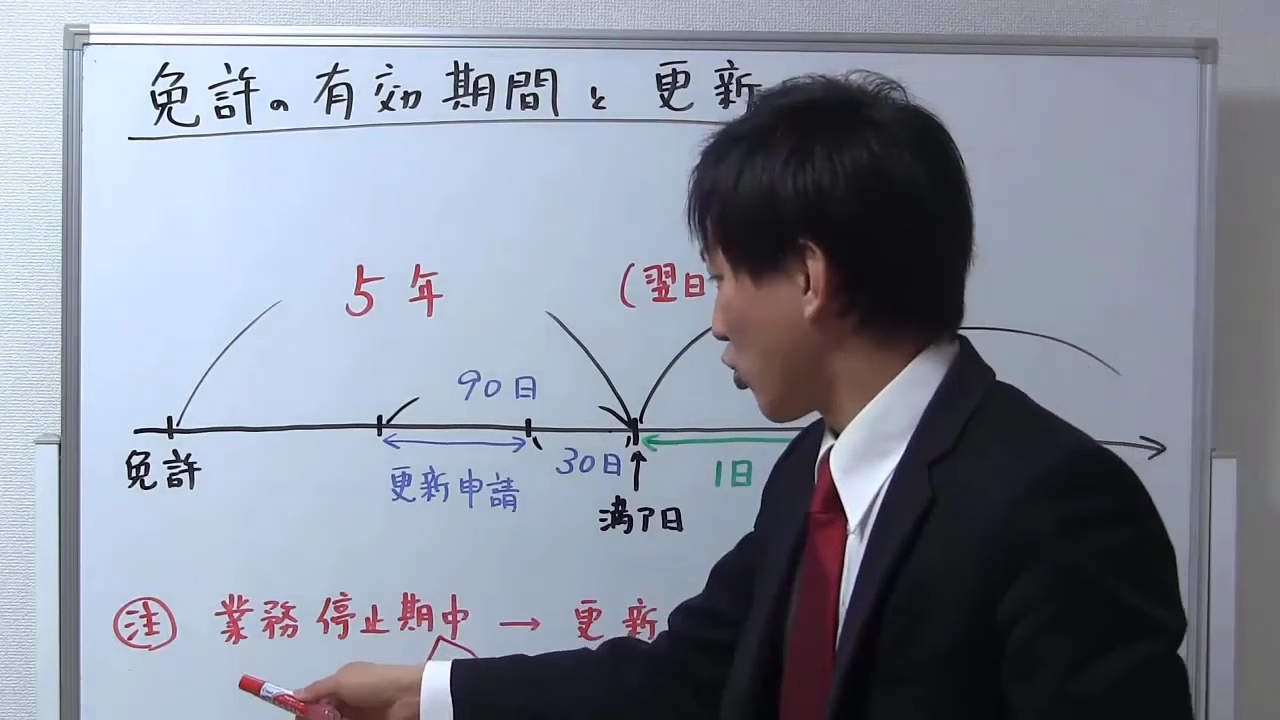 免許の有効期間と更新
5年
(翌日
90日
30日
1日
免許
更新申請
満了日
注 業務停止期中 → 更新